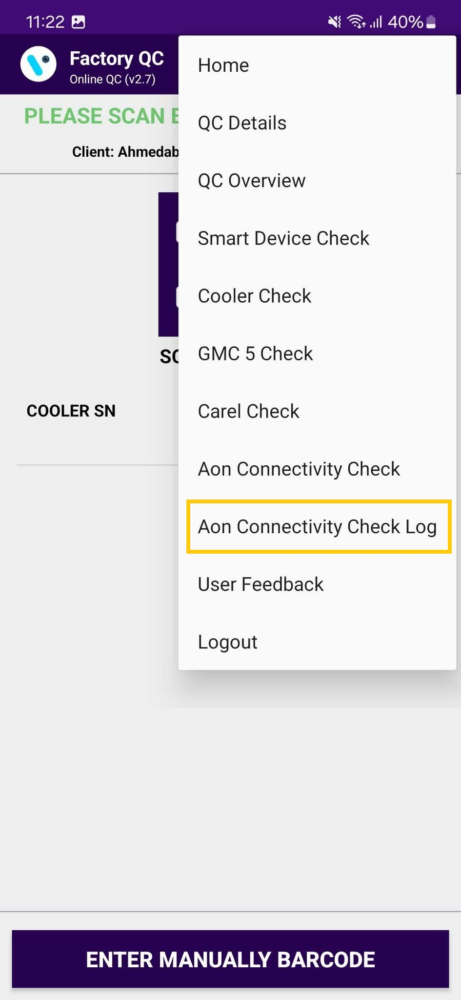 11:22
40%
Factory QC
Online QC (v2.7)
PLEASE SCAN
Client: Ahmedab
COOLER SN
Home
QC Details
QC Overview
Smart Device Check
Cooler Check
GMC 5 Check
Carel Check
Aon Connectivity Check
Aon Connectivity Check Log
User Feedback
Logout
ENTER MANUALLY BARCODE